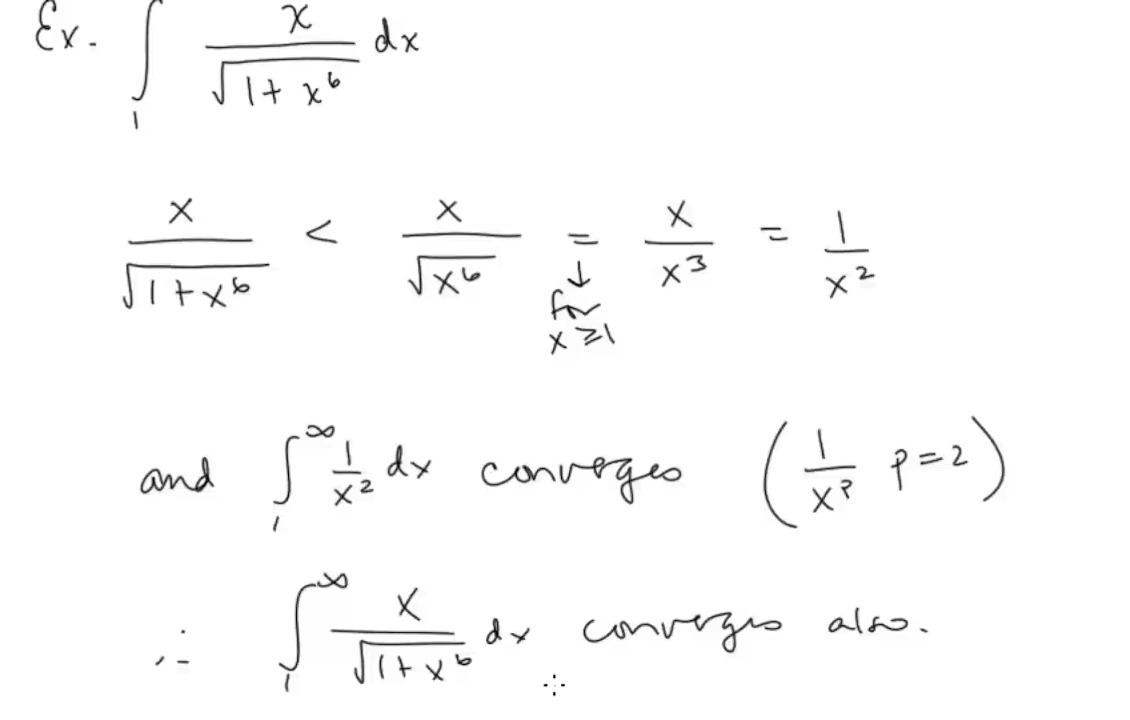 Ex. ∫₁ x/√(1+x⁶) dx
x/√(1+x⁶) < x/√(x⁶) = x/x³ = 1/x²
↓
for
x ≥ 1
and ∫₁^∞ 1/x² dx converges (1/xᵖ p=2)
∴ ∫₁^∞ x/√(1+x⁶) dx converges also.